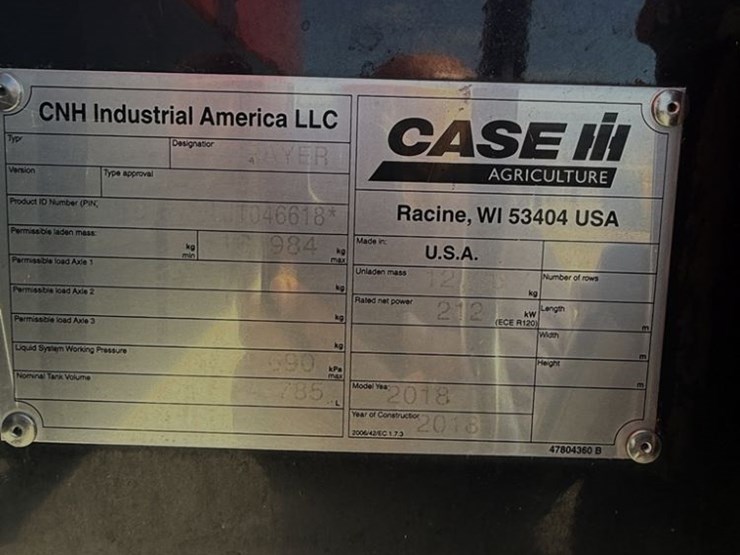 CNH Industrial America LLC
Type
Designation
Version
Type approval
Product ID Number (PIN)
046618*
Permissible laden mass:
kg
min
984
kg
max
Permissible load Axle 1
kg
Permissible load Axle 2
kg
Permissible load Axle 3
kg
Liquid System Working Pressure
690
kPa
max
Nominal Tank Volume
785
L
CASE IH
AGRICULTURE
Racine, WI 53404 USA
Made in:
U.S.A.
Unladen mass
kg
Number of rows
Rated net power
212
kW
(ECE R120)
Length
m
Width
m
Height
m
Model Year
2018
Year of Construction
2006/42/EC 1.7.3
2018
47804360 B